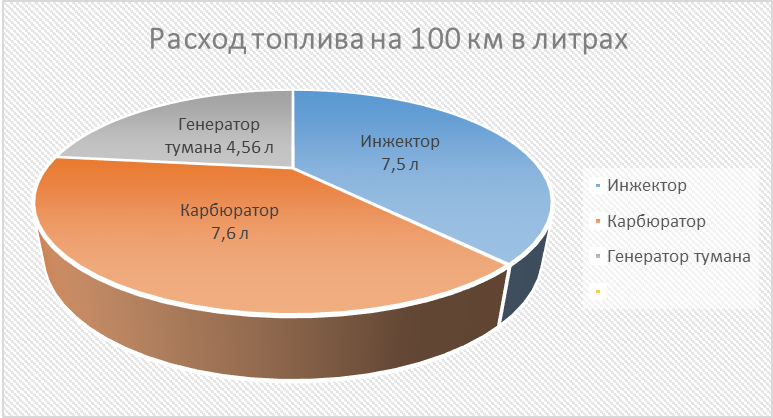 Расход топлива на 100 км в литрах
Генератор
тумана 4,56 л
Инжектор
7,5 л
Карбюратор
7,6 л
Инжектор
Карбюратор
Генератор тумана